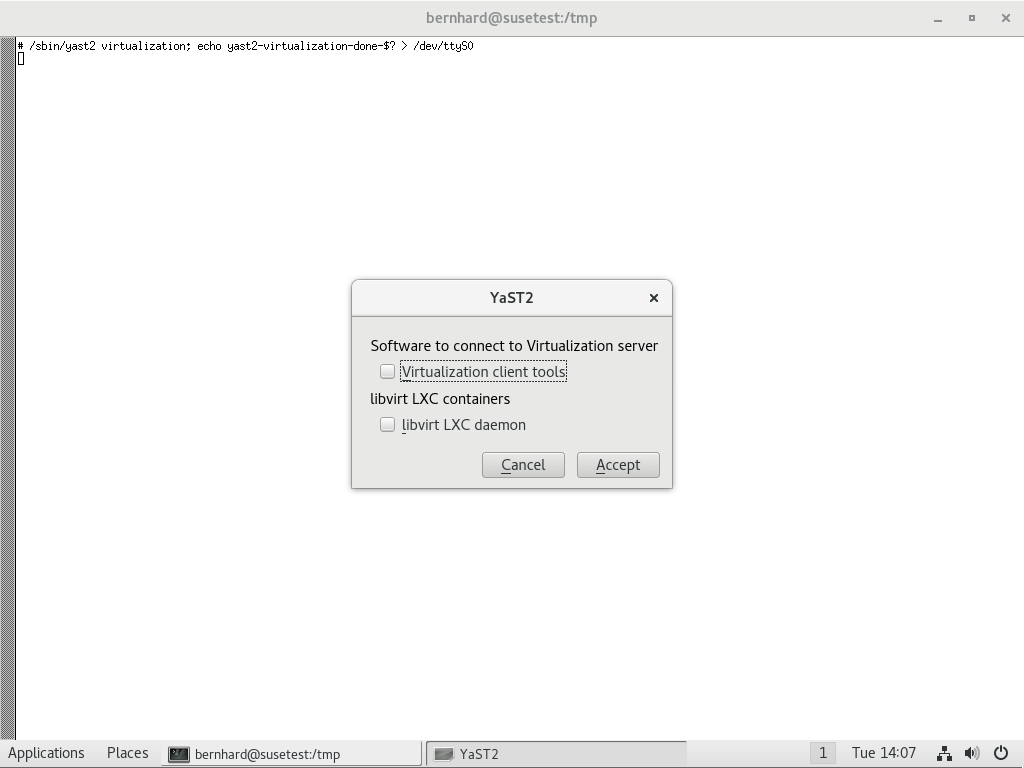 bernhard@susetest:/tmp
# /sbin/yast2 virtualization; echo yast2-virtualization-done-$? > /dev/ttyS0
YaST2
Software to connect to Virtualization server
Virtualization client tools
libvirt LXC containers
libvirt LXC daemon
Cancel Accept
Applications Places bernhard@susetest:/tmp YaST2 1 Tue 14:07